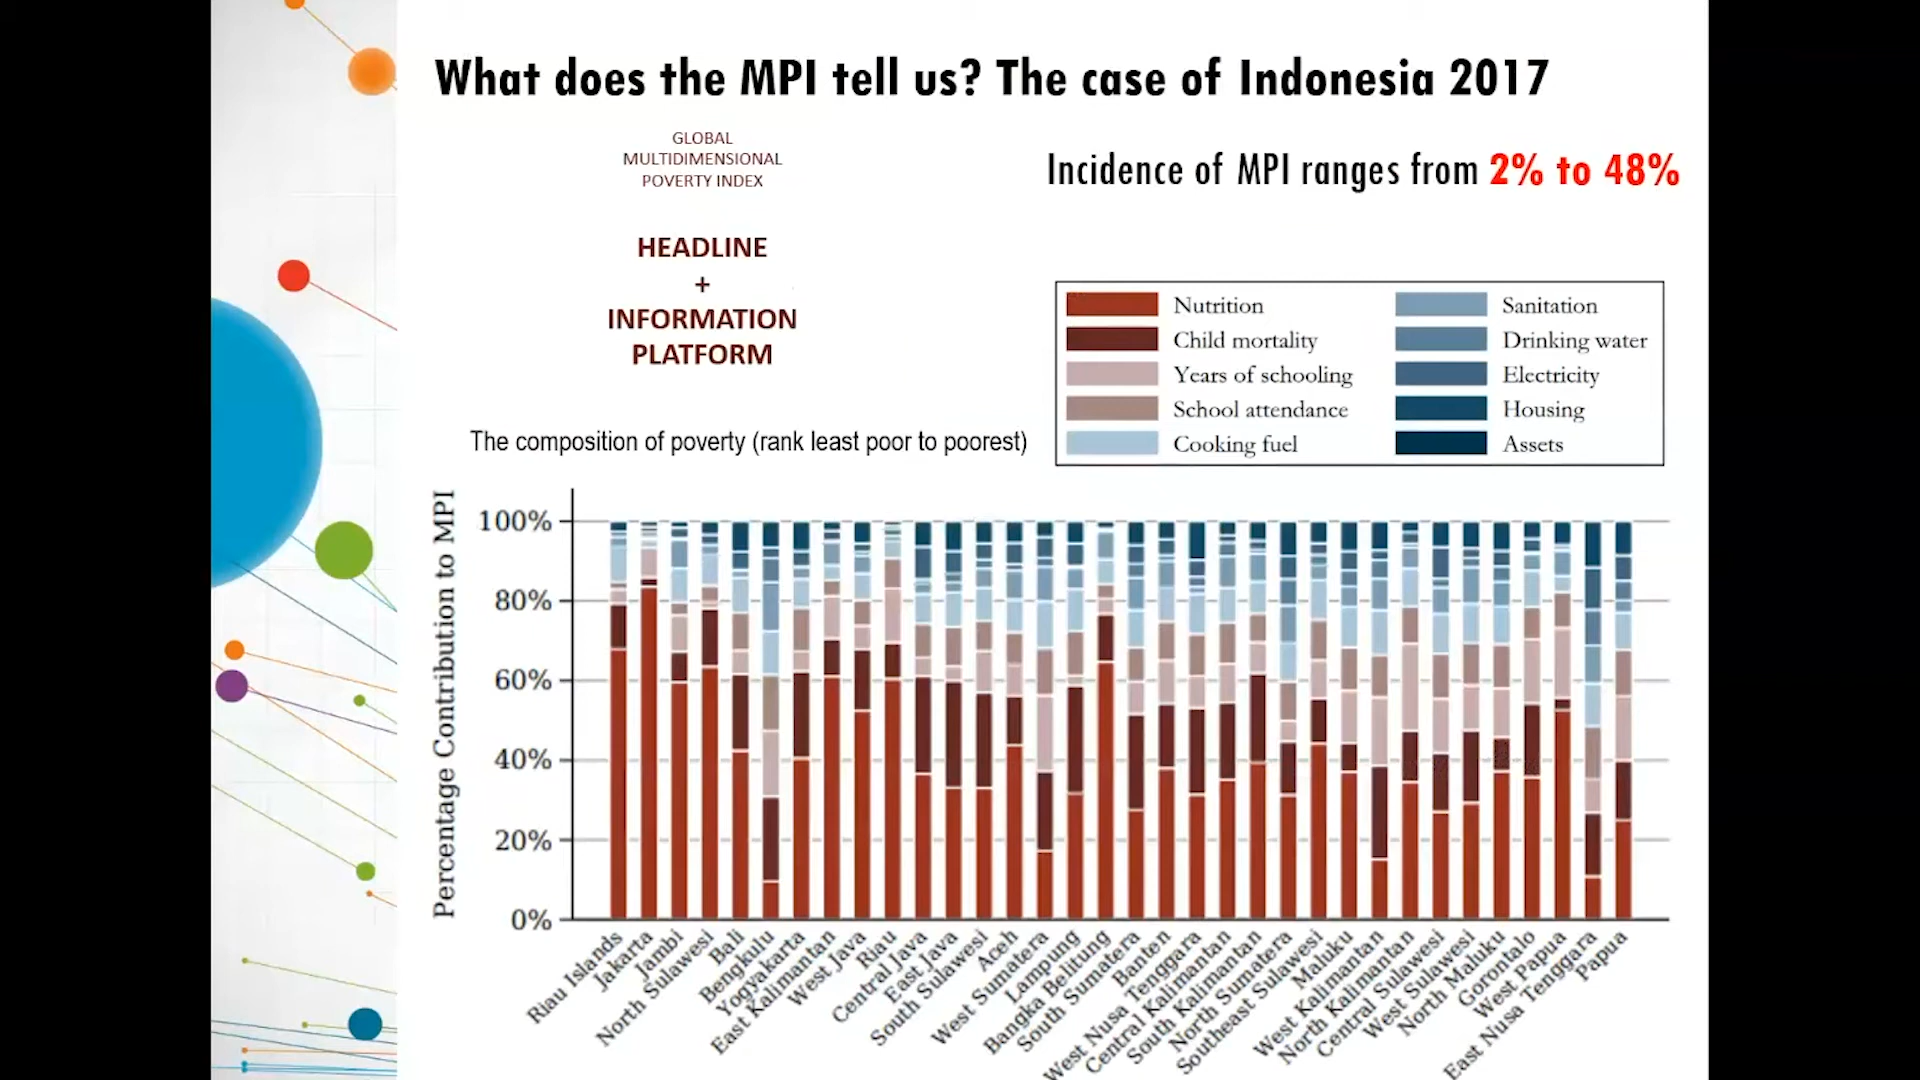 What does the MPI tell us? The case of Indonesia 2017
GLOBAL
MULTIDIMENSIONAL
POVERTY INDEX
Incidence of MPI ranges from 2% to 48%
HEADLINE
+
INFORMATION
PLATFORM
Nutrition
Child mortality
Years of schooling
School attendance
Cooking fuel
Sanitation
Drinking water
Electricity
Housing
Assets
The composition of poverty (rank least poor to poorest)
Percentage Contribution to MPI
100%
80%
60%
40%
20%
0%
Riau Islands
Jakarta
Jambi
North Sulawesi
Bali
Bengkulu
Yogyakarta
East Kalimantan
West Java
Riau
Central Java
East Java
South Sulawesi
Aceh
West Sumatera
Lampung
Bangka Belitung
South Sumatera
Banten
West Nusa Tenggara
Central Kalimantan
South Kalimantan
North Sumatera
Southeast Sulawesi
Maluku
West Kalimantan
North Kalimantan
Central Sulawesi
West Sulawesi
North Maluku
Gorontalo
West Papua
East Nusa Tenggara
Papua